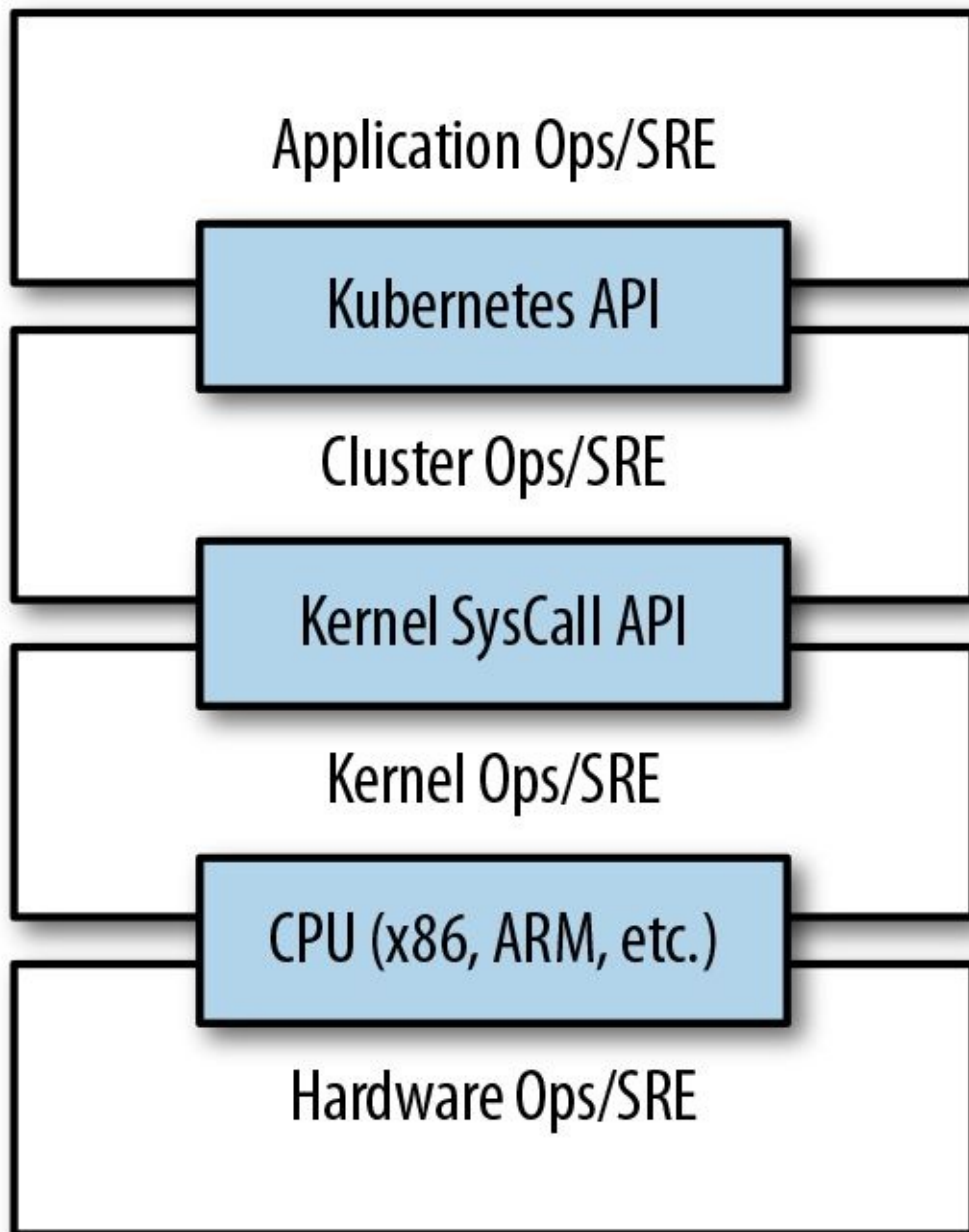 Application Ops/SRE
Kubernetes API
Cluster Ops/SRE
Kernel SysCall API
Kernel Ops/SRE
CPU (x86, ARM, etc.)
Hardware Ops/SRE